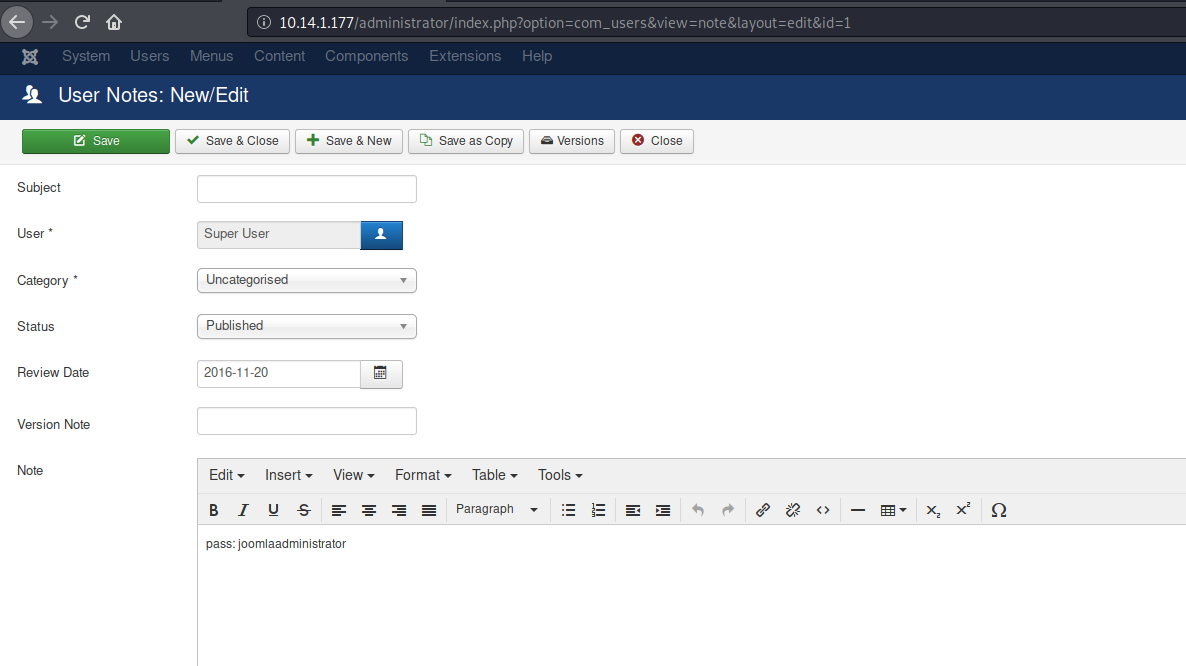 10.14.1.177/administrator/index.php?option=com_users&view=note&layout=edit&id=1
System Users Menus Content Components Extensions Help
User Notes: New/Edit
Save Save & Close Save & New Save as Copy Versions Close
Subject
User * Super User
Category * Uncategorised
Status Published
Review Date 2016-11-20
Version Note
Note
Edit Insert View Format Table Tools
B I U S Paragraph x₂ x² Ω
pass: joomlaadministrator